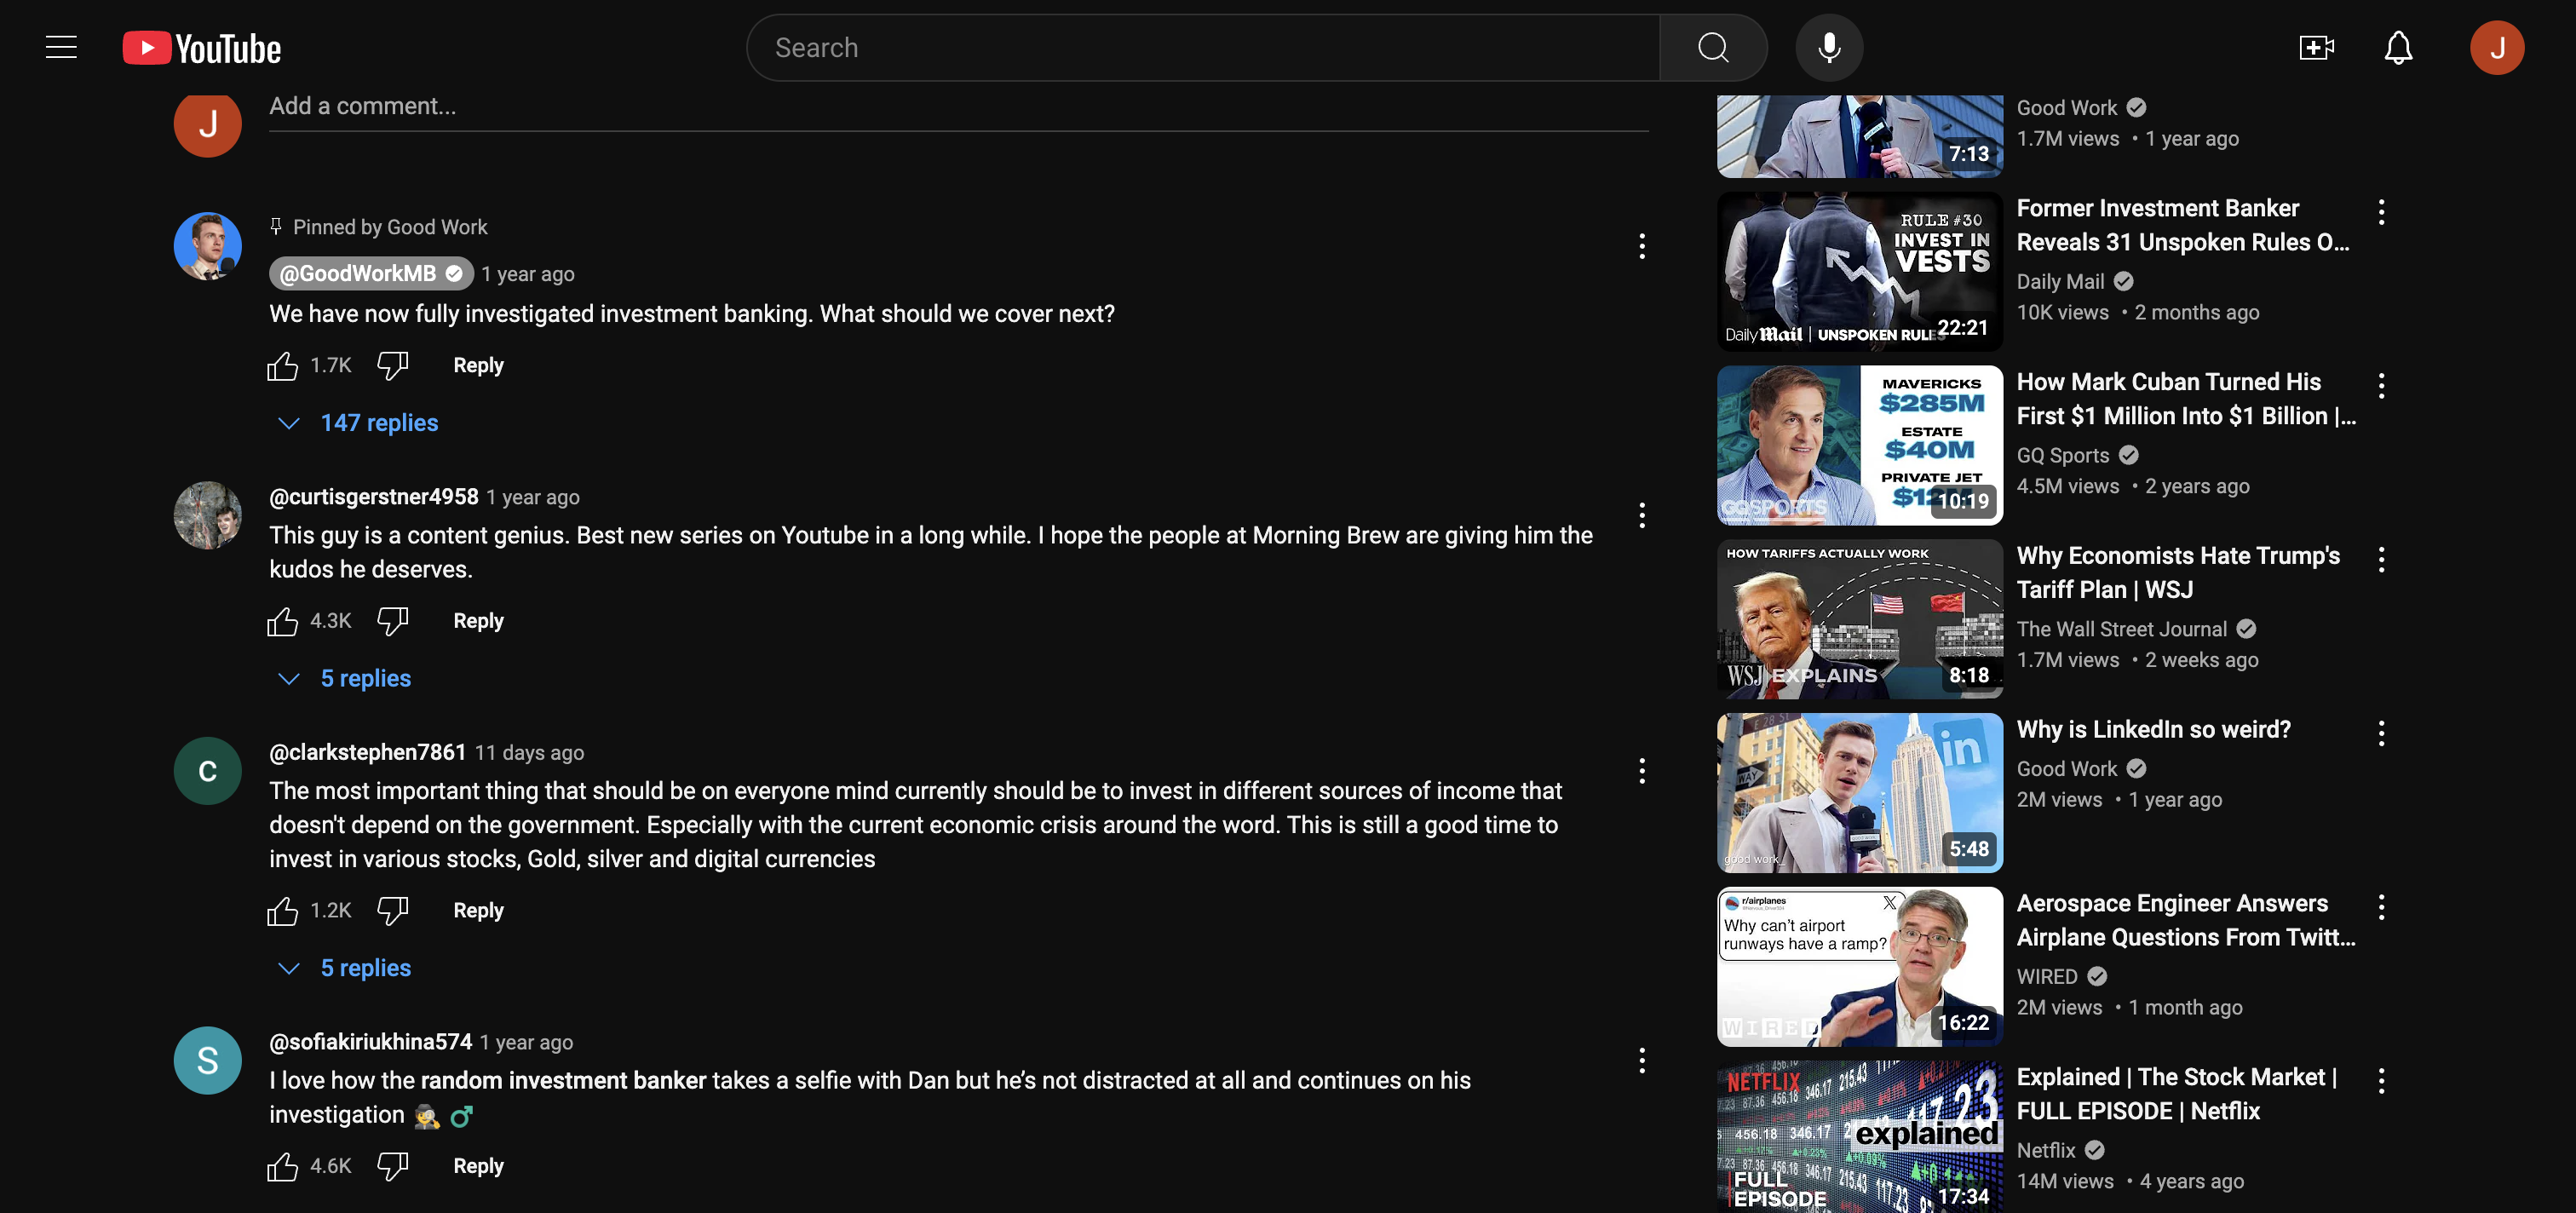 YouTube
Search
J
J
Add a comment...
Pinned by Good Work
@GoodWorkMB 1 year ago
We have now fully investigated investment banking. What should we cover next?
1.7K Reply
147 replies
@curtisgerstner4958 1 year ago
This guy is a content genius. Best new series on Youtube in a long while. I hope the people at Morning Brew are giving him the
kudos he deserves.
4.3K Reply
5 replies
C
@clarkstephen7861 11 days ago
The most important thing that should be on everyone mind currently should be to invest in different sources of income that
doesn't depend on the government. Especially with the current economic crisis around the word. This is still a good time to
invest in various stocks, Gold, silver and digital currencies
1.2K Reply
5 replies
S
@sofiakiriukhina574 1 year ago
I love how the random investment banker takes a selfie with Dan but he’s not distracted at all and continues on his
investigation 🕵️ ♂
4.6K Reply
7:13
Good Work
1.7M views • 1 year ago
RULE #30
INVEST IN
VESTS
Daily Mail | UNSPOKEN RULES
22:21
Former Investment Banker
Reveals 31 Unspoken Rules O...
Daily Mail
10K views • 2 months ago
MAVERICKS
$285M
ESTATE
$40M
PRIVATE JET
GQSPORTS
10:19
How Mark Cuban Turned His
First $1 Million Into $1 Billion |...
GQ Sports
4.5M views • 2 years ago
HOW TARIFFS ACTUALLY WORK
WSJ EXPLAINS
8:18
Why Economists Hate Trump's
Tariff Plan | WSJ
The Wall Street Journal
1.7M views • 2 weeks ago
E 28 ST
WAY
in
good work_
5:48
Why is LinkedIn so weird?
Good Work
2M views • 1 year ago
r/airplanes
Why can’t airport
runways have a ramp?
WIRED
16:22
Aerospace Engineer Answers
Airplane Questions From Twitt...
WIRED
2M views • 1 month ago
NETFLIX
explained
FULL
EPISODE
17:34
Explained | The Stock Market |
FULL EPISODE | Netflix
Netflix
14M views • 4 years ago